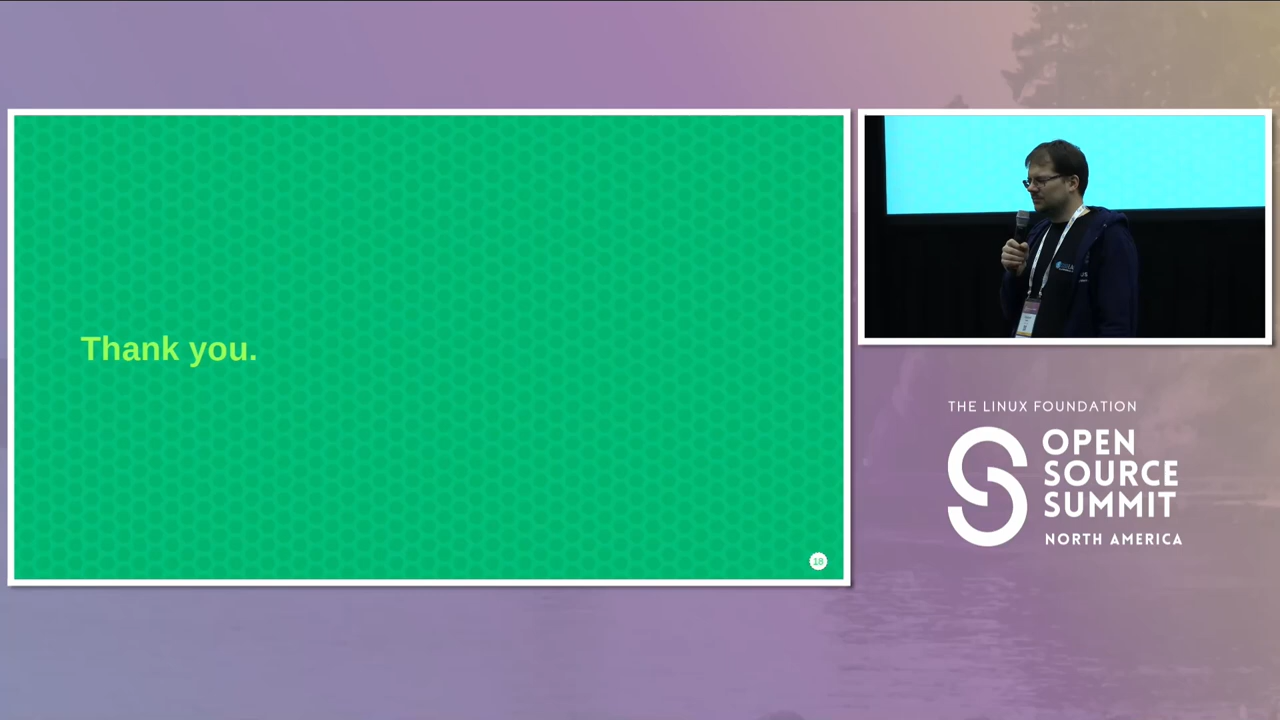 Thank you.
18
THE LINUX FOUNDATION
OPEN
SOURCE
SUMMIT
NORTH AMERICA